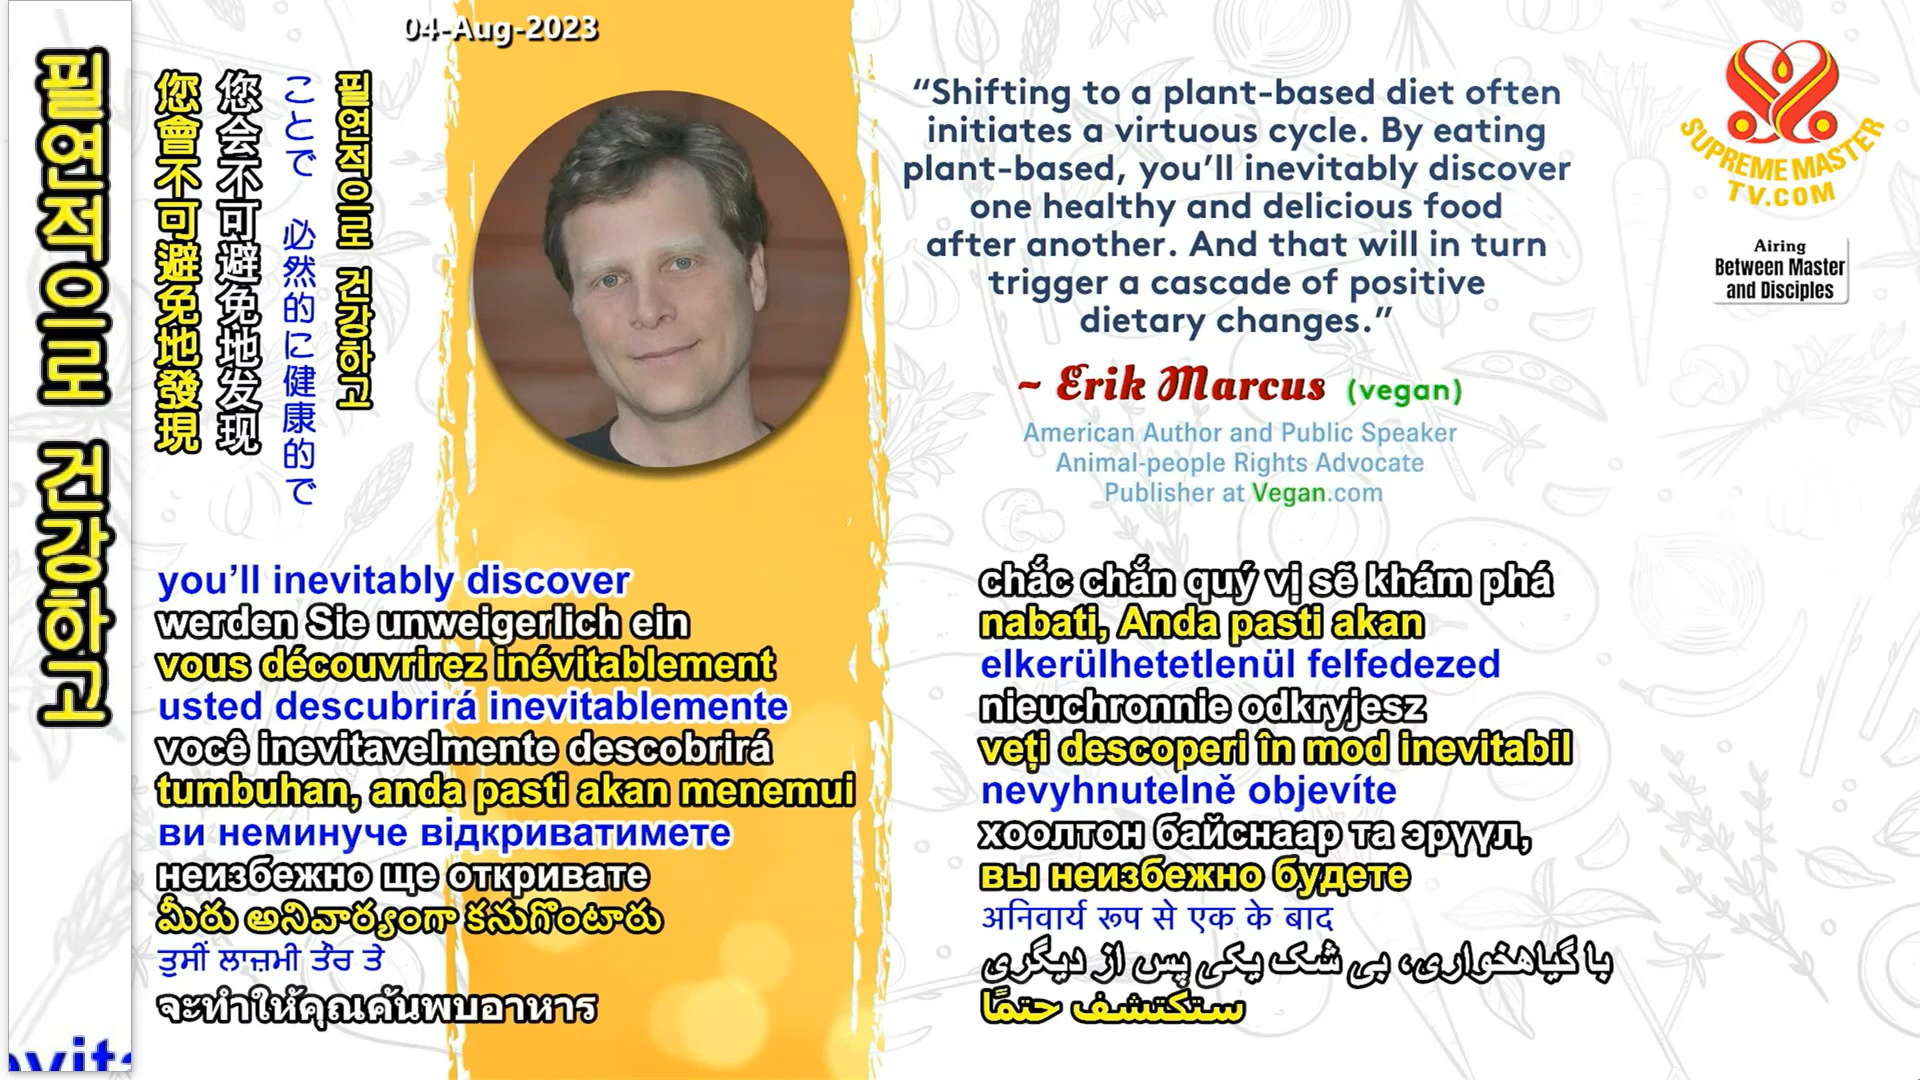 04-Aug-2023
필연적으로 건강하고
您會不可避免地發現
您会不可避免地发现
ことで 必然的に健康的で
필연적으로 건강하고
“Shifting to a plant-based diet often
initiates a virtuous cycle. By eating
plant-based, you’ll inevitably discover
one healthy and delicious food
after another. And that will in turn
trigger a cascade of positive
dietary changes.”
~ Erik Marcus (vegan)
American Author and Public Speaker
Animal-people Rights Advocate
Publisher at Vegan.com
SUPREME MASTER
TV.COM
Airing
Between Master
and Disciples
you’ll inevitably discover
werden Sie unweigerlich ein
vous découvrirez inévitablement
usted descubrirá inevitablemente
você inevitavelmente descobrirá
tumbuhan, anda pasti akan menemui
ви неминуче відкриватимете
неизбежно ще откривате
మీరు అనివార్యంగా కనుగొంటారు
ਤੁਸੀਂ ਲਾਜ਼ਮੀ ਤੌਰ ਤੇ
จะทำให้คุณค้นพบอาหาร
chắc chắn quý vị sẽ khám phá
nabati, Anda pasti akan
elkerülhetetlenül felfedezed
nieuchronnie odkryjesz
veți descoperi în mod inevitabil
nevyhnutelně objevíte
хоолтон байснаар та эрүүл,
вы неизбежно будете
अनिवार्य रूप से एक के बाद
با گیاهخواری، بی شک یکی پس از دیگری
ستكتشف حتمًا